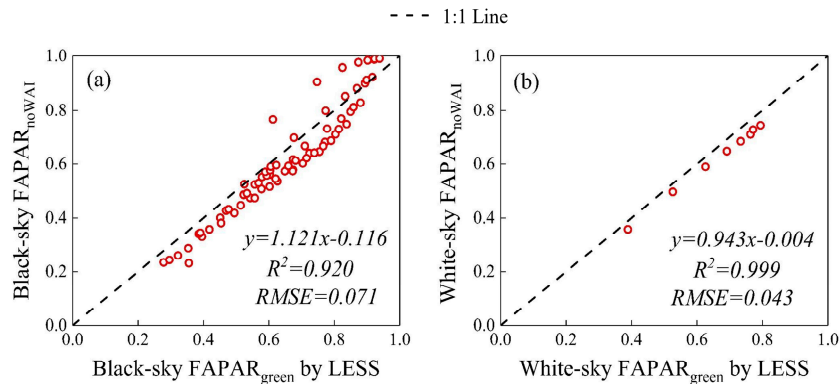 1:1 Line
(a)
Black-sky FAPAR_noWAI
1.0
0.8
0.6
0.4
0.2
0.0
y=1.121x-0.116
R²=0.920
RMSE=0.071
0.0 0.2 0.4 0.6 0.8 1.0
Black-sky FAPAR_green by LESS
(b)
White-sky FAPAR_noWAI
1.0
0.8
0.6
0.4
0.2
0.0
y=0.943x-0.004
R²=0.999
RMSE=0.043
0.0 0.2 0.4 0.6 0.8 1.0
White-sky FAPAR_green by LESS